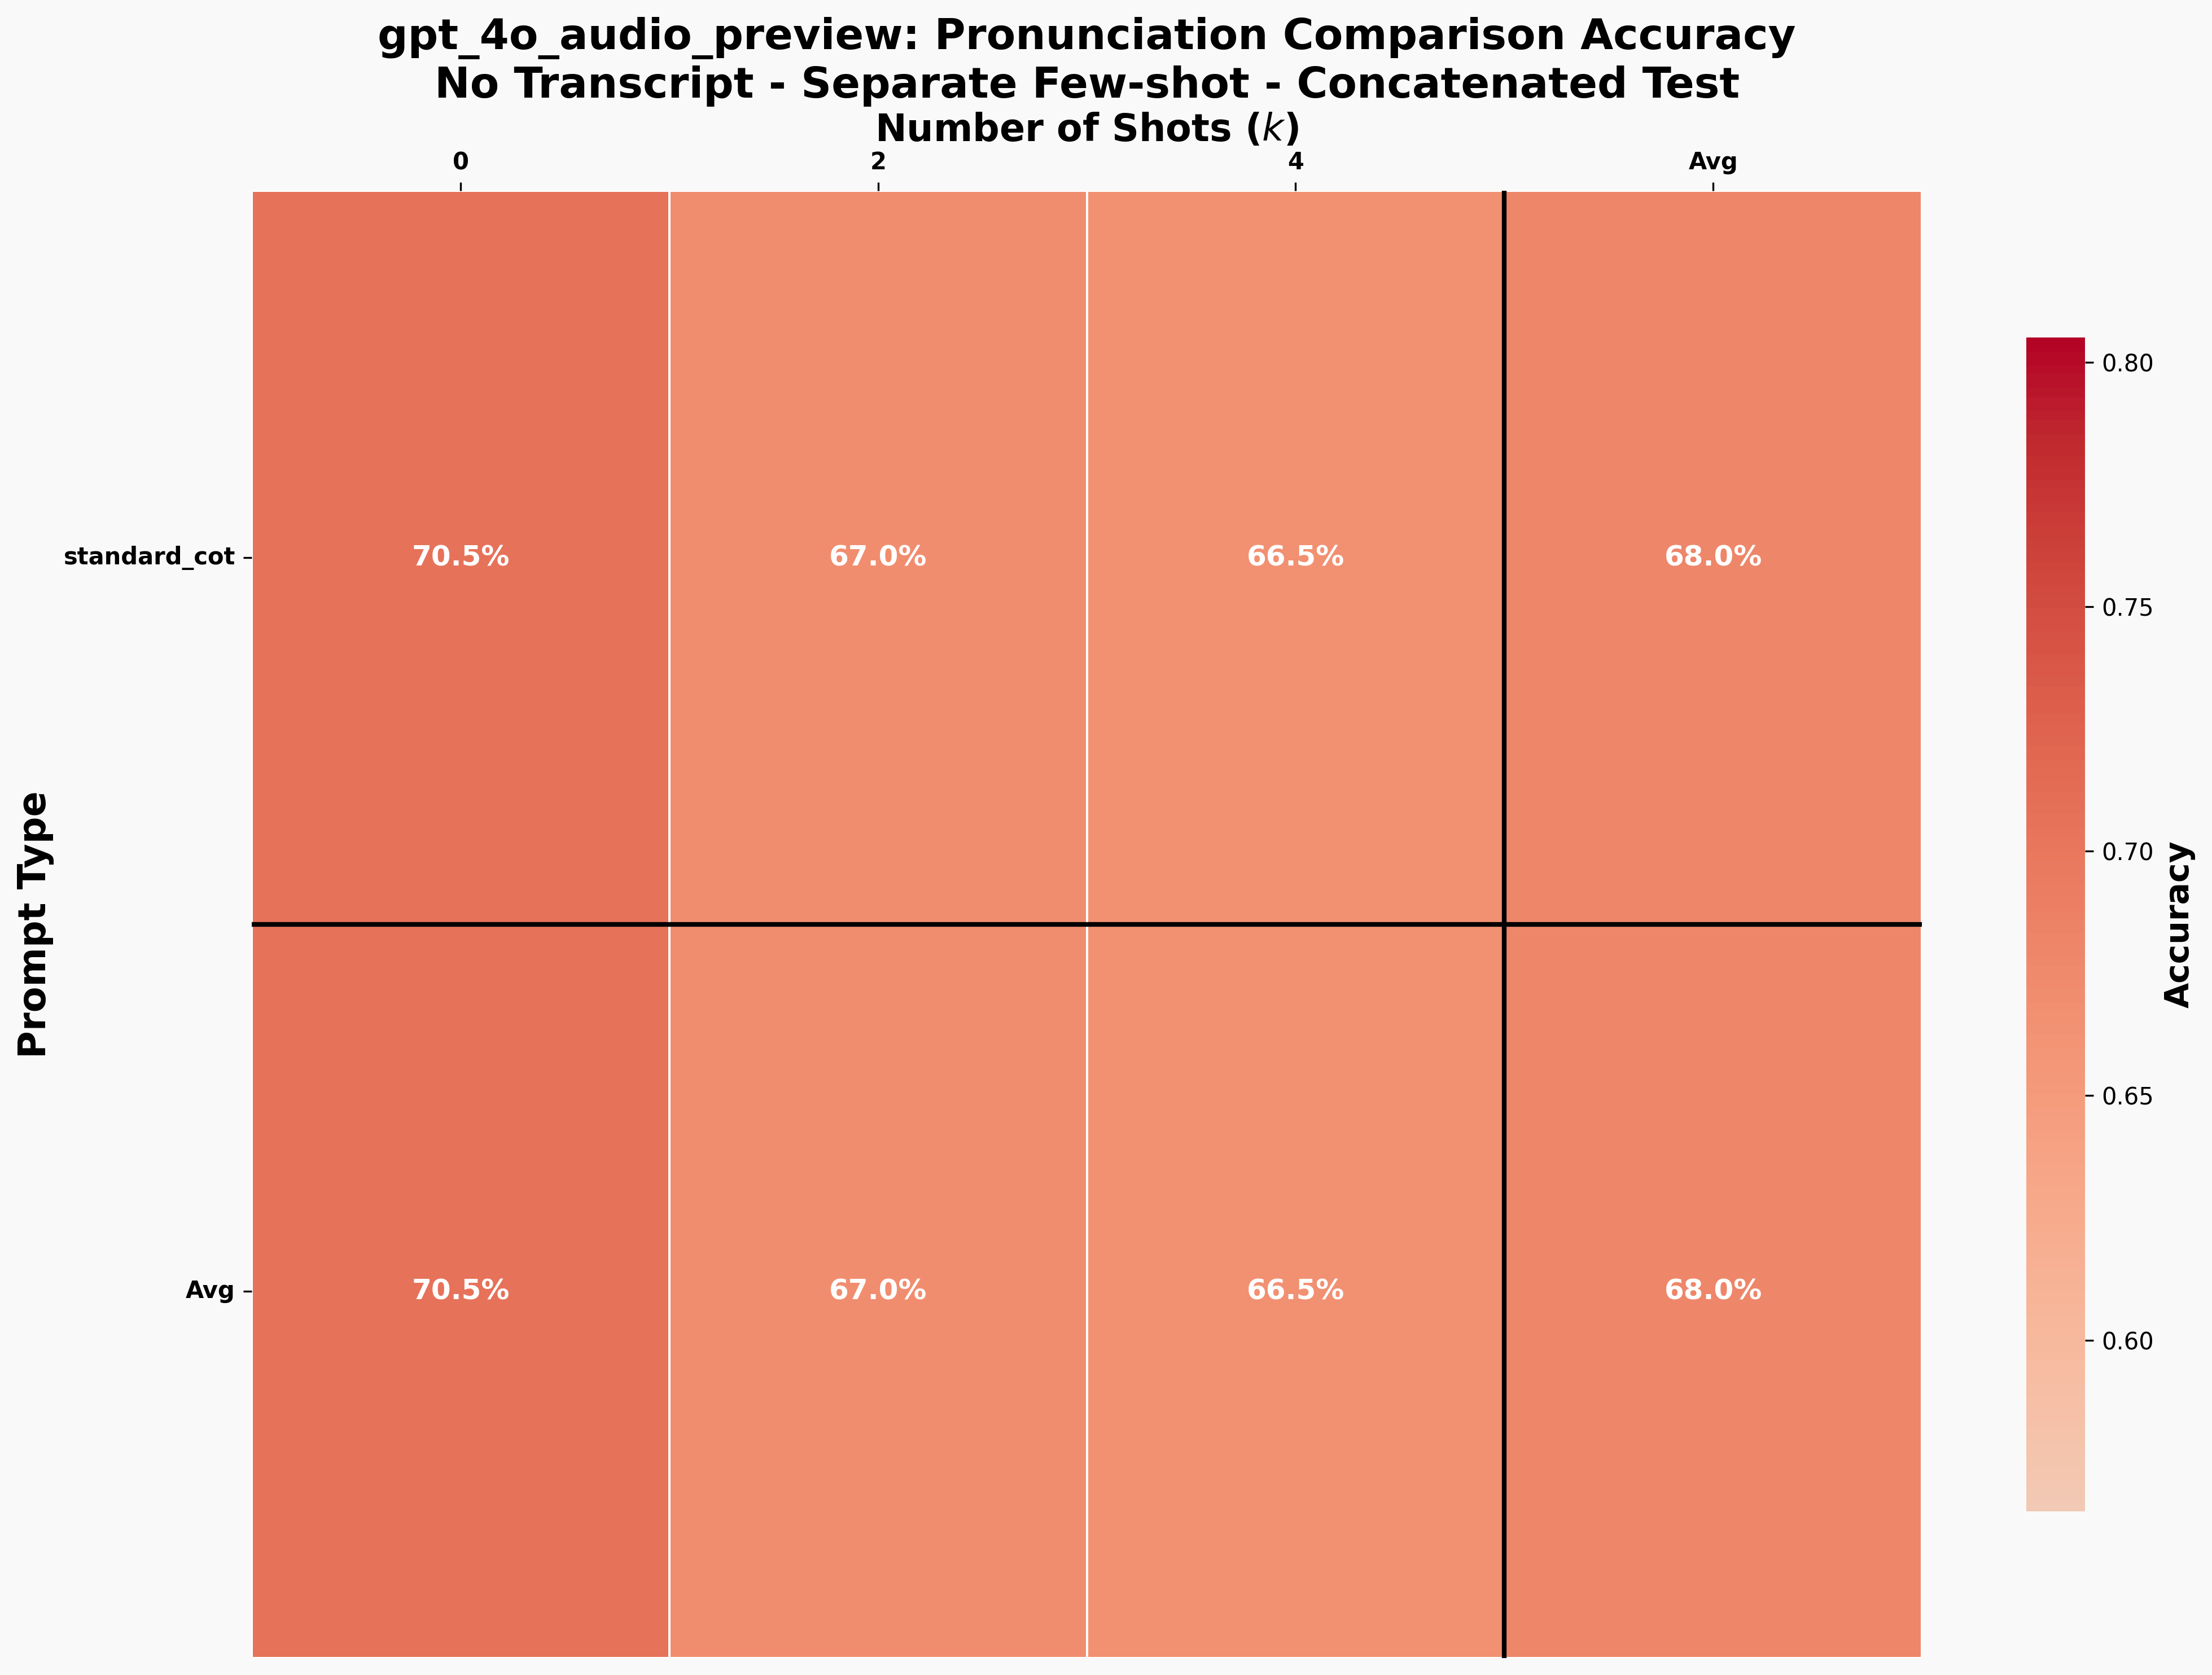 gpt_4o_audio_preview: Pronunciation Comparison Accuracy
No Transcript - Separate Few-shot - Concatenated Test
Number of Shots (k)
0 2 4 Avg
standard_cot 70.5% 67.0% 66.5% 68.0%
Avg 70.5% 67.0% 66.5% 68.0%
Prompt Type
0.80
0.75
0.70
0.65
0.60
Accuracy